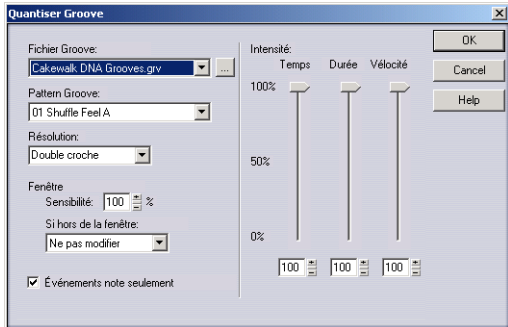 Quantiser Groove
Fichier Groove:
Cakewalk DNA Grooves.grv
...
Pattern Groove:
01 Shuffle Feel A
Résolution:
Double croche
Fenêtre
Sensibilité: 100 %
Si hors de la fenêtre:
Ne pas modifier
Événements note seulement
Intensité:
Temps Durée Vélocité
100%
50%
0%
100 100 100
OK
Cancel
Help